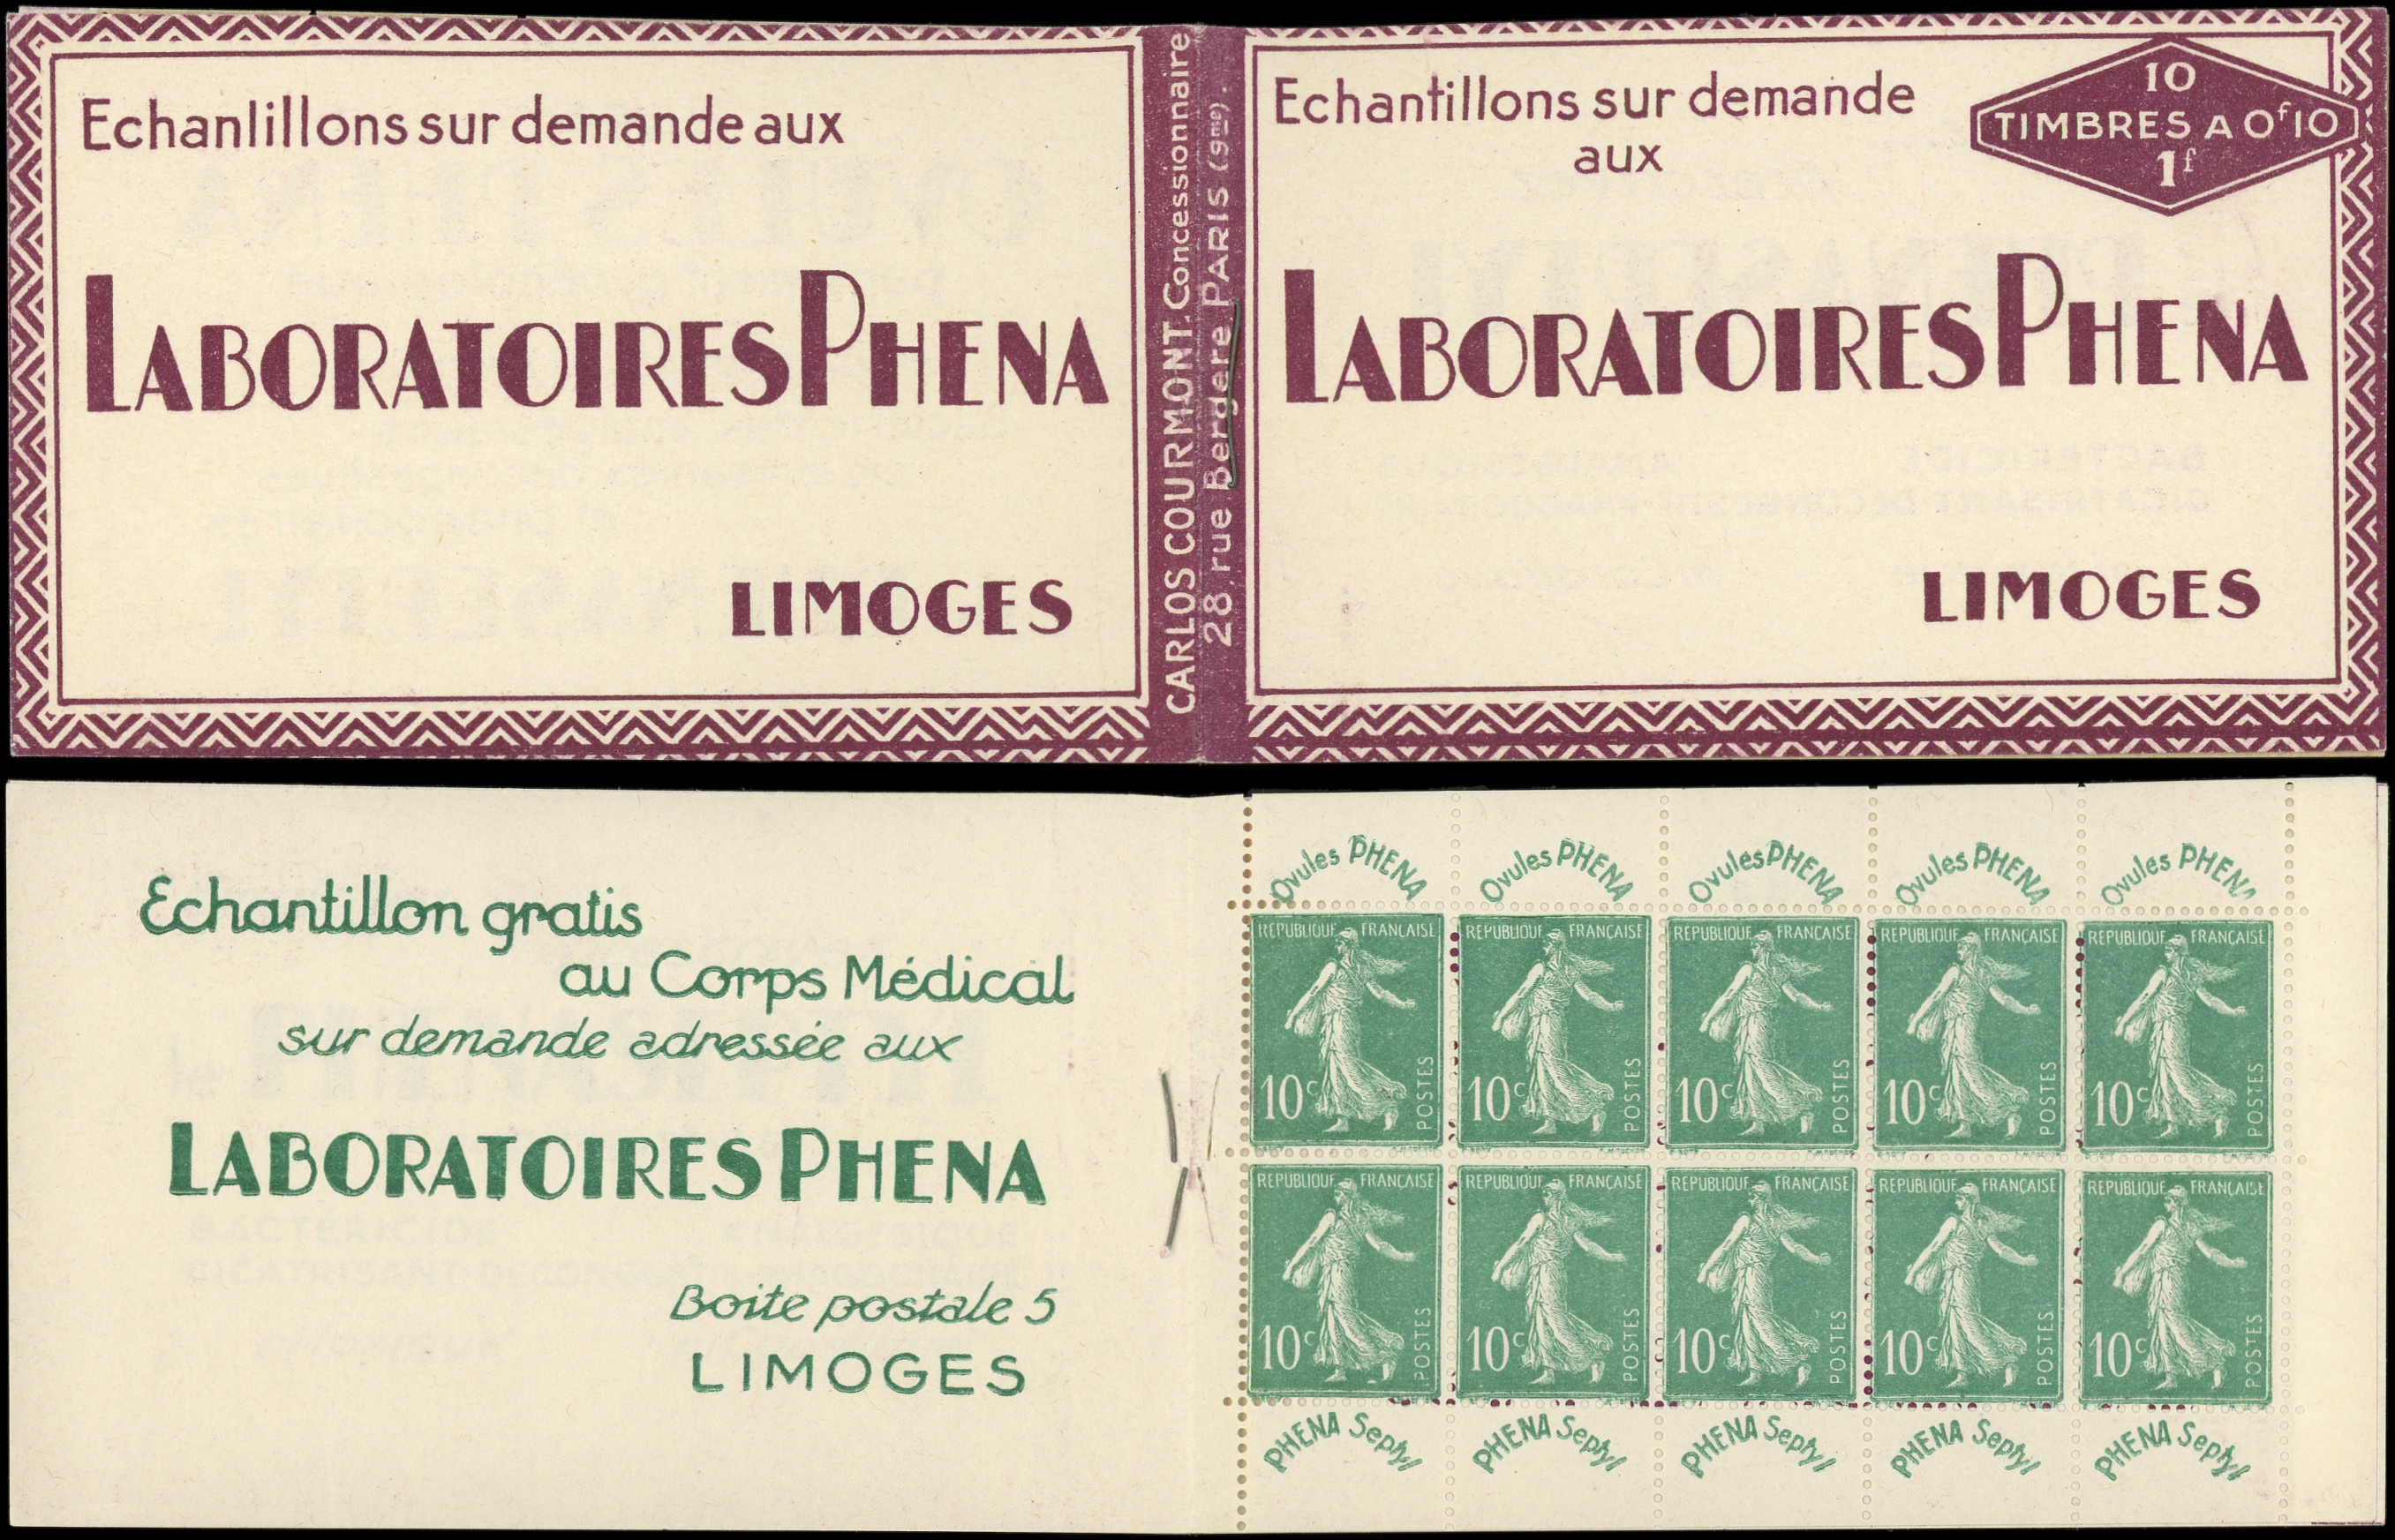 Echanlillons sur demande aux
LABORATOIRES PHENA
LIMOGES
CARLOS COURMONT. Concessionnaire
28, rue Bergère, PARIS (9me).
Echantillons sur demande
aux
10
TIMBRES A 0f10
1f
LABORATOIRES PHENA
LIMOGES
Echantillon gratis
au Corps Médical
sur demande adressée aux
LABORATOIRES PHENA
Boite postale 5
LIMOGES
Ovules PHENA Ovules PHENA Ovules PHENA Ovules PHENA Ovules PHENA
REPUBLIQUE FRANÇAISE REPUBLIQUE FRANÇAISE REPUBLIQUE FRANÇAISE REPUBLIQUE FRANÇAISE REPUBLIQUE FRANÇAISE
10c POSTES 10c POSTES 10c POSTES 10c POSTES 10c POSTES
REPUBLIQUE FRANÇAISE REPUBLIQUE FRANÇAISE REPUBLIQUE FRANÇAISE REPUBLIQUE FRANÇAISE REPUBLIQUE FRANÇAISE
10c POSTES 10c POSTES 10c POSTES 10c POSTES 10c POSTES
PHENA Septyl PHENA Septyl PHENA Septyl PHENA Septyl PHENA Septyl